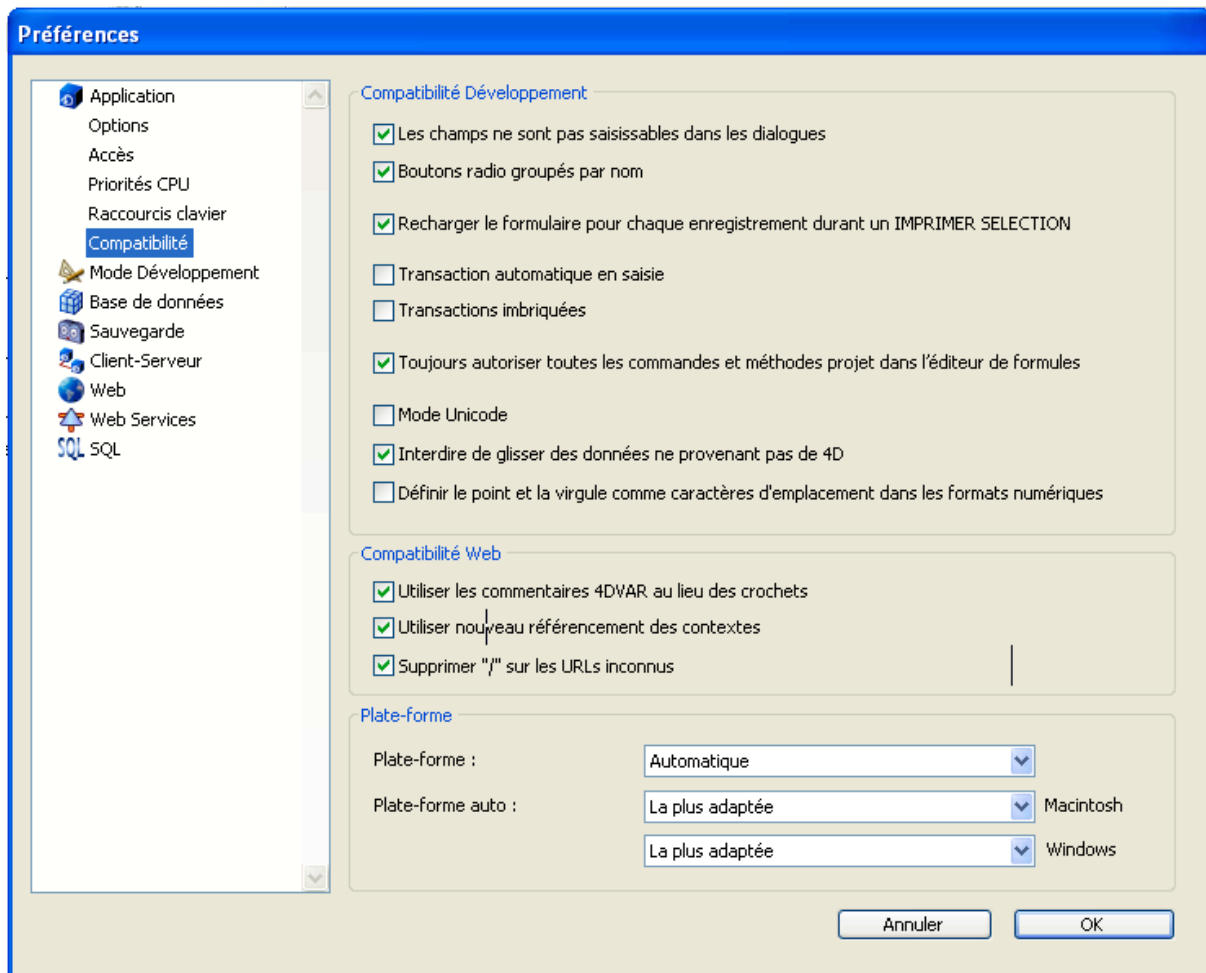 Préférences
Application
Options
Accès
Priorités CPU
Raccourcis clavier
Compatibilité
Mode Développement
Base de données
Sauvegarde
Client-Serveur
Web
Web Services
SQL SQL
Compatibilité Développement
Les champs ne sont pas saisissables dans les dialogues
Boutons radio groupés par nom
Recharger le formulaire pour chaque enregistrement durant un IMPRIMER SELECTION
Transaction automatique en saisie
Transactions imbriquées
Toujours autoriser toutes les commandes et méthodes projet dans l'éditeur de formules
Mode Unicode
Interdire de glisser des données ne provenant pas de 4D
Définir le point et la virgule comme caractères d'emplacement dans les formats numériques
Compatibilité Web
Utiliser les commentaires 4DVAR au lieu des crochets
Utiliser nouveau référencement des contextes
Supprimer "/" sur les URLs inconnus
Plate-forme
Plate-forme : Automatique
Plate-forme auto : La plus adaptée Macintosh
La plus adaptée Windows
Annuler OK